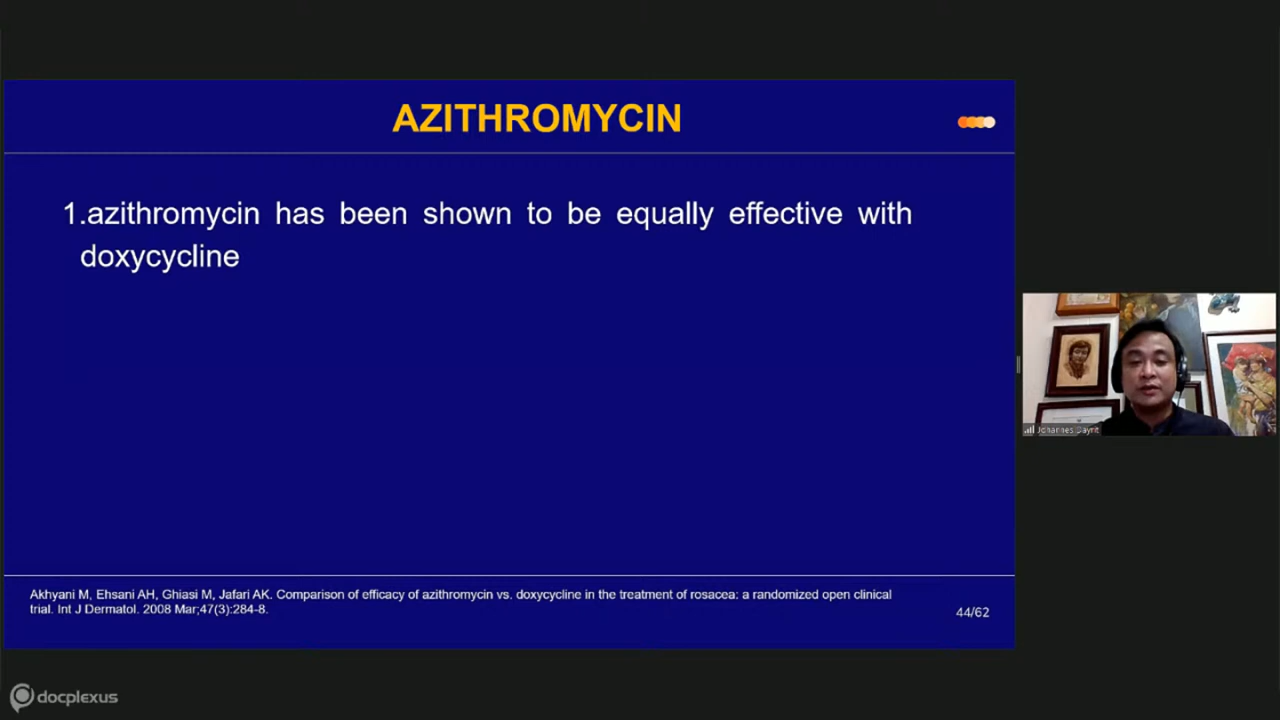 AZITHROMYCIN
1.azithromycin has been shown to be equally effective with
doxycycline
Akhyani M, Ehsani AH, Ghiasi M, Jafari AK. Comparison of efficacy of azithromycin vs. doxycycline in the treatment of rosacea: a randomized open clinical
trial. Int J Dermatol. 2008 Mar;47(3):284-8.
44/62
Johannes Dayrit
docplexus